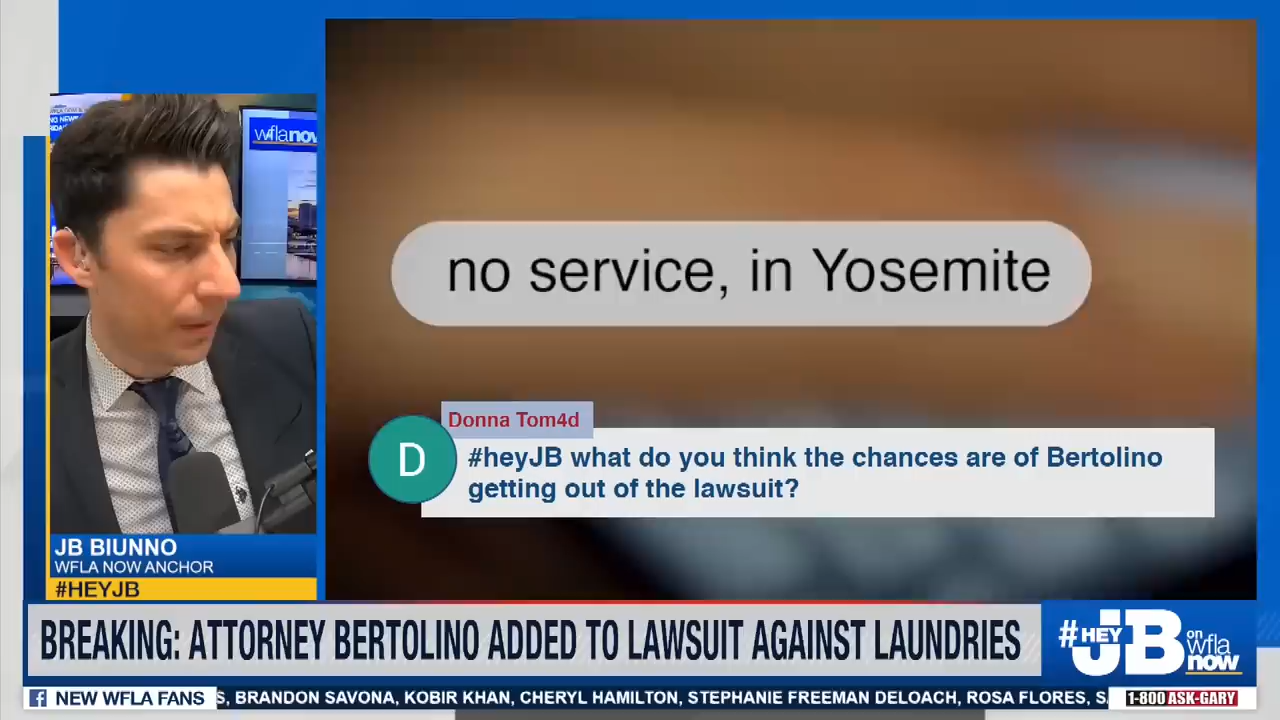 wflanow
no service, in Yosemite
Donna Tom4d
D
#heyJB what do you think the chances are of Bertolino
getting out of the lawsuit?
JB BIUNNO
WFLA NOW ANCHOR
#HEYJB
BREAKING: ATTORNEY BERTOLINO ADDED TO LAWSUIT AGAINST LAUNDRIES
#HEY JB on wfla now
f NEW WFLA FANS S, BRANDON SAVONA, KOBIR KHAN, CHERYL HAMILTON, STEPHANIE FREEMAN DELOACH, ROSA FLORES, S 1-800 ASK-GARY